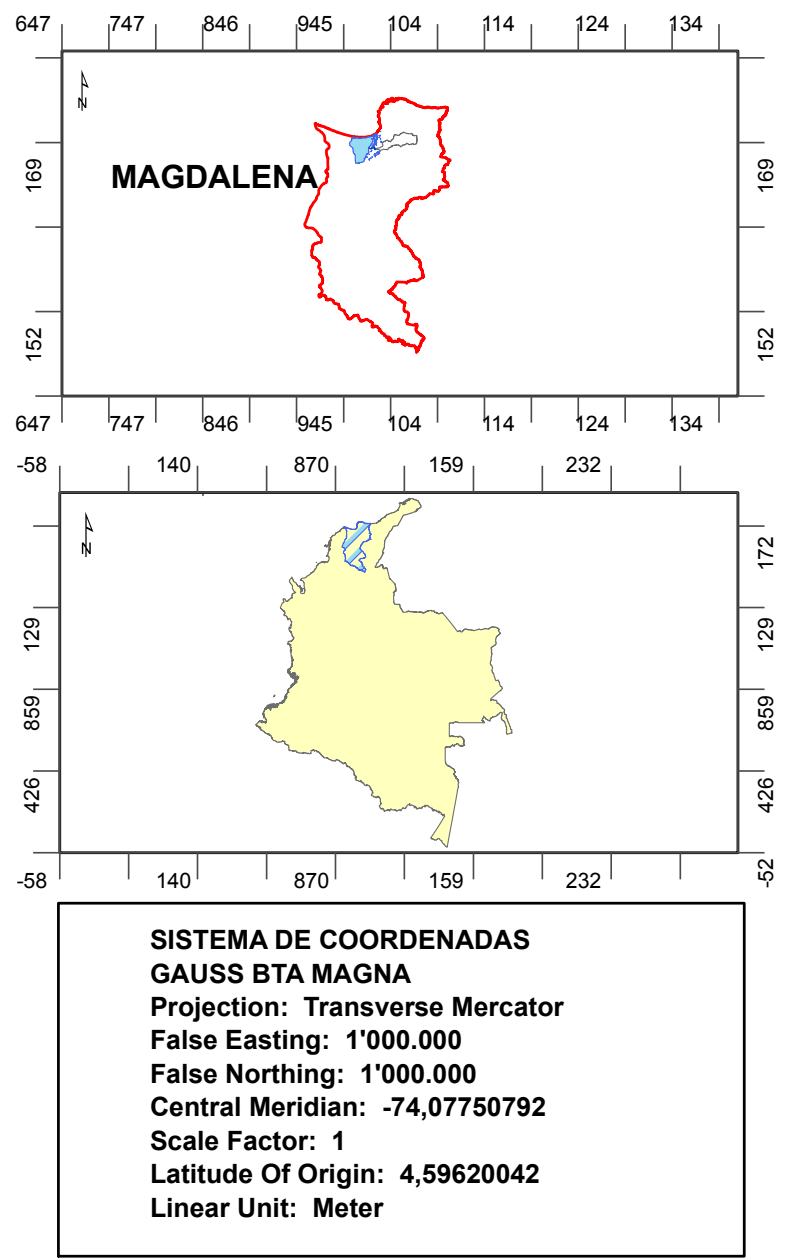 647 747 846 945 104 114 124 134
N
MAGDALENA
169 169
152 152
647 747 846 945 104 114 124 134
-58 140 870 159 232
N
172
129 129
859 859
426 426
-52
-58 140 870 159 232
SISTEMA DE COORDENADAS
GAUSS BTA MAGNA
Projection: Transverse Mercator
False Easting: 1'000.000
False Northing: 1'000.000
Central Meridian: -74,07750792
Scale Factor: 1
Latitude Of Origin: 4,59620042
Linear Unit: Meter